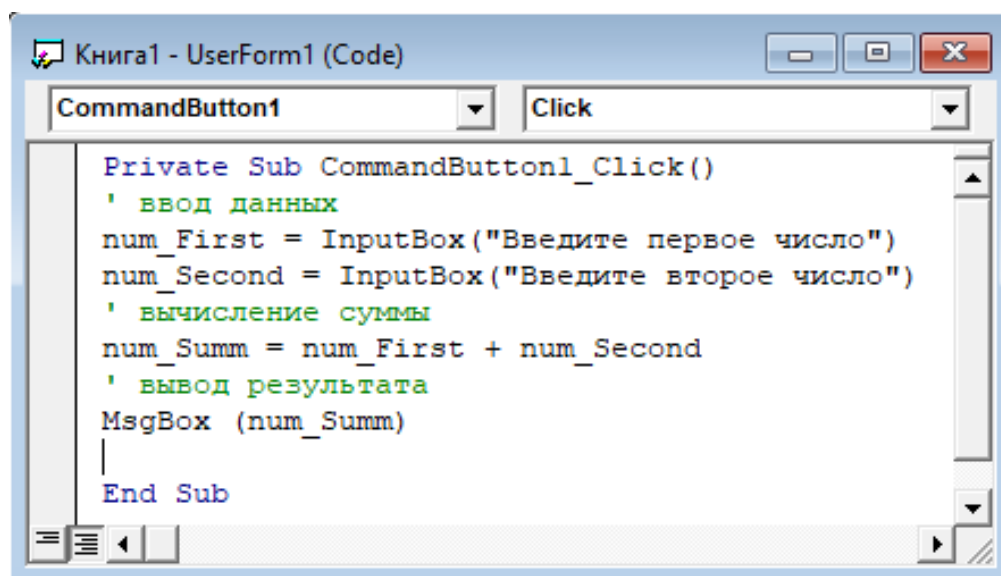 Книга1 - UserForm1 (Code)
CommandButton1 Click
Private Sub CommandButton1_Click()
' ввод данных
num_First = InputBox("Введите первое число")
num_Second = InputBox("Введите второе число")
' вычисление суммы
num_Summ = num_First + num_Second
' вывод результата
MsgBox (num_Summ)
End Sub